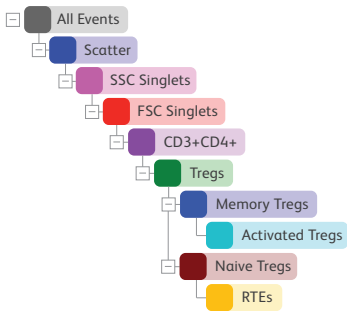 All Events
Scatter
SSC Singlets
FSC Singlets
CD3+CD4+
Tregs
Memory Tregs
Activated Tregs
Naive Tregs
RTEs